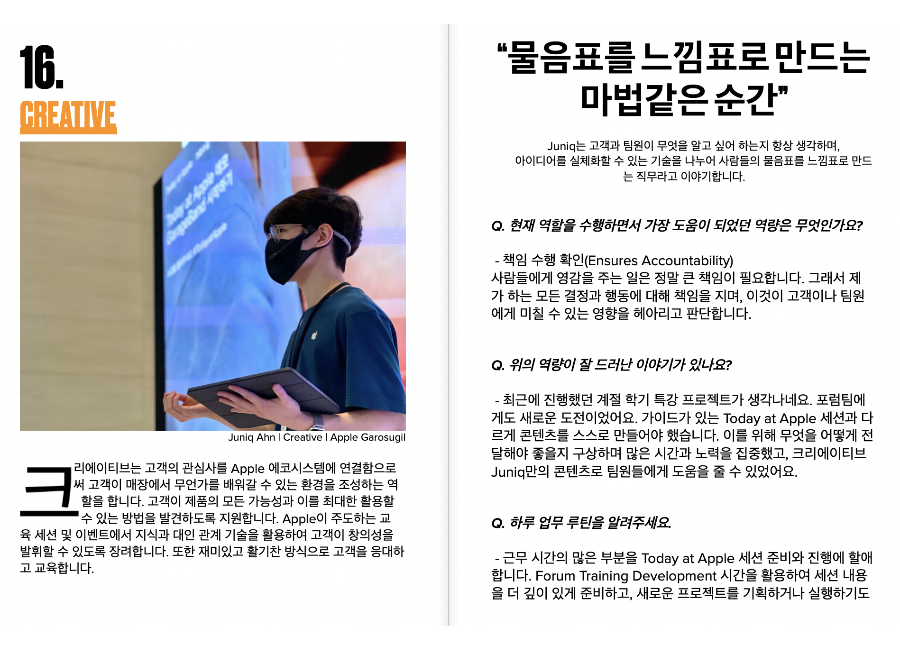 16.
CREATIVE
Today at Apple
GarageBand 시작하기
Juniq Ahn | Creative | Apple Garosugil
크리에이티브는 고객의 관심사를 Apple 에코시스템에 연결함으로
써 고객이 매장에서 무언가를 배워갈 수 있는 환경을 조성하는 역
할을 합니다. 고객이 제품의 모든 가능성과 이를 최대한 활용할
수 있는 방법을 발견하도록 지원합니다. Apple이 주도하는 교
육 세션 및 이벤트에서 지식과 대인 관계 기술을 활용하여 고객이 창의성을
발휘할 수 있도록 장려합니다. 또한 재미있고 활기찬 방식으로 고객을 응대하
고 교육합니다.
“물음표를 느낌표로 만드는
마법같은 순간”
Juniq는 고객과 팀원이 무엇을 알고 싶어 하는지 항상 생각하며,
아이디어를 실체화할 수 있는 기술을 나누어 사람들의 물음표를 느낌표로 만드
는 직무라고 이야기합니다.
Q. 현재 역할을 수행하면서 가장 도움이 되었던 역량은 무엇인가요?
- 책임 수행 확인(Ensures Accountability)
사람들에게 영감을 주는 일은 정말 큰 책임이 필요합니다. 그래서 제
가 하는 모든 결정과 행동에 대해 책임을 지며, 이것이 고객이나 팀원
에게 미칠 수 있는 영향을 헤아리고 판단합니다.
Q. 위의 역량이 잘 드러난 이야기가 있나요?
- 최근에 진행했던 계절 학기 특강 프로젝트가 생각나네요. 포럼팀에
게도 새로운 도전이었어요. 가이드가 있는 Today at Apple 세션과 다
르게 콘텐츠를 스스로 만들어야 했습니다. 이를 위해 무엇을 어떻게 전
달해야 좋을지 구상하며 많은 시간과 노력을 집중했고, 크리에이티브
Juniq만의 콘텐츠로 팀원들에게 도움을 줄 수 있었어요.
Q. 하루 업무 루틴을 알려주세요.
- 근무 시간의 많은 부분을 Today at Apple 세션 준비와 진행에 할애
합니다. Forum Training Development 시간을 활용하여 세션 내용
을 더 깊이 있게 준비하고, 새로운 프로젝트를 기획하거나 실행하기도